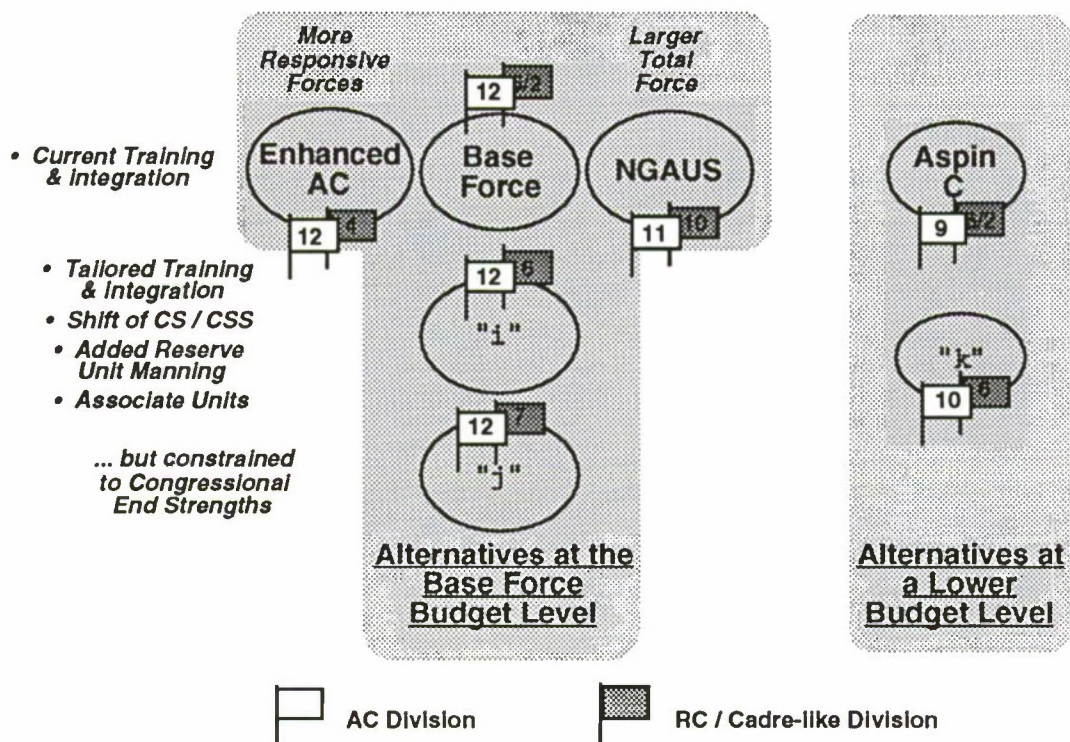 More
Responsive
Forces
Larger
Total
Force
12
• Current Training
& Integration
Enhanced
AC
12 4
Base
Force
NGAUS
11 10
Aspin
C
9
• Tailored Training
& Integration
• Shift of CS / CSS
• Added Reserve
Unit Manning
• Associate Units
12 6
"i"
"k"
10 6
12 7
"j"
... but constrained
to Congressional
End Strengths
Alternatives at the
Base Force
Budget Level
Alternatives at
a Lower
Budget Level
AC Division
RC / Cadre-like Division